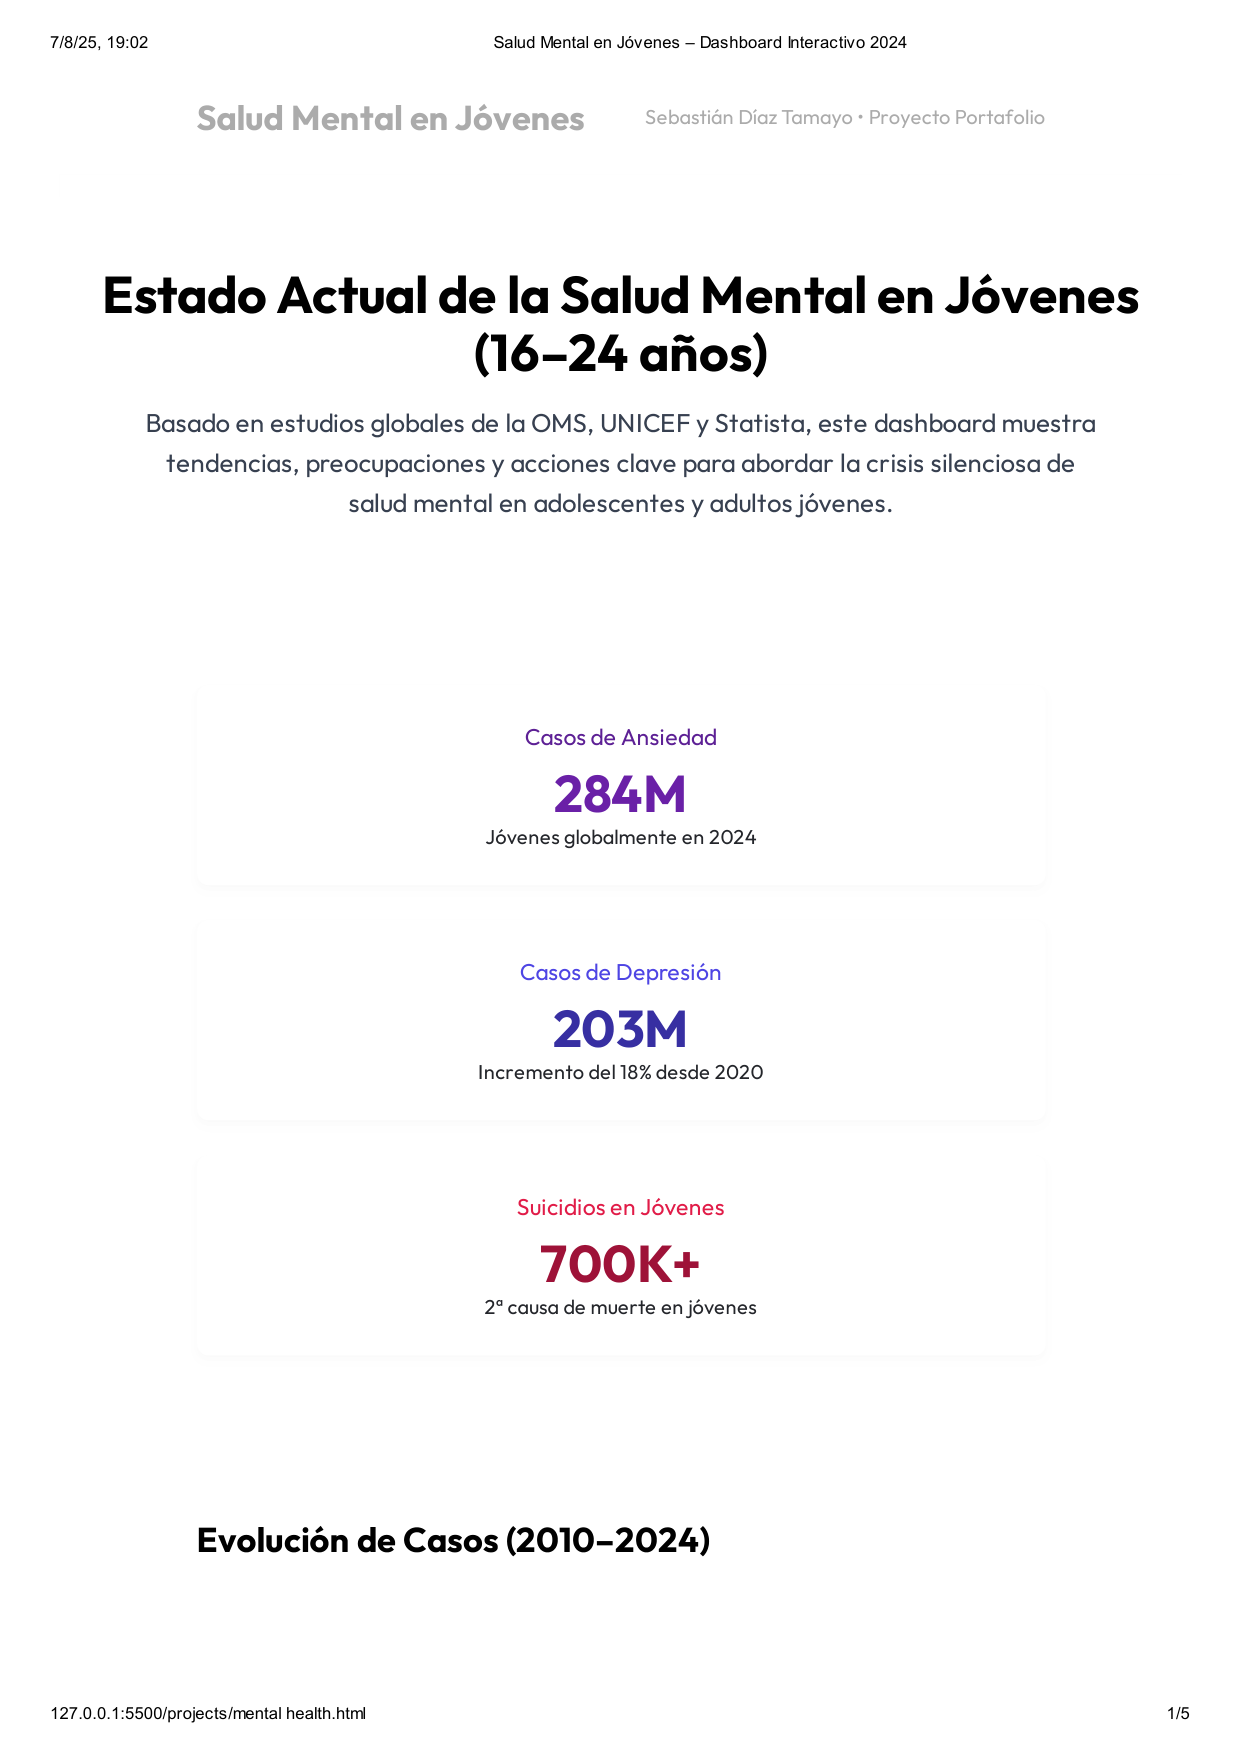 7/8/25, 19:02
Salud Mental en Jóvenes – Dashboard Interactivo 2024
Salud Mental en Jóvenes
Sebastián Díaz Tamayo • Proyecto Portafolio
Estado Actual de la Salud Mental en Jóvenes
(16–24 años)
Basado en estudios globales de la OMS, UNICEF y Statista, este dashboard muestra
tendencias, preocupaciones y acciones clave para abordar la crisis silenciosa de
salud mental en adolescentes y adultos jóvenes.
Casos de Ansiedad
284M
Jóvenes globalmente en 2024
Casos de Depresión
203M
Incremento del 18% desde 2020
Suicidios en Jóvenes
700K+
2ª causa de muerte en jóvenes
Evolución de Casos (2010–2024)
127.0.0.1:5500/projects/mental health.html
1/5